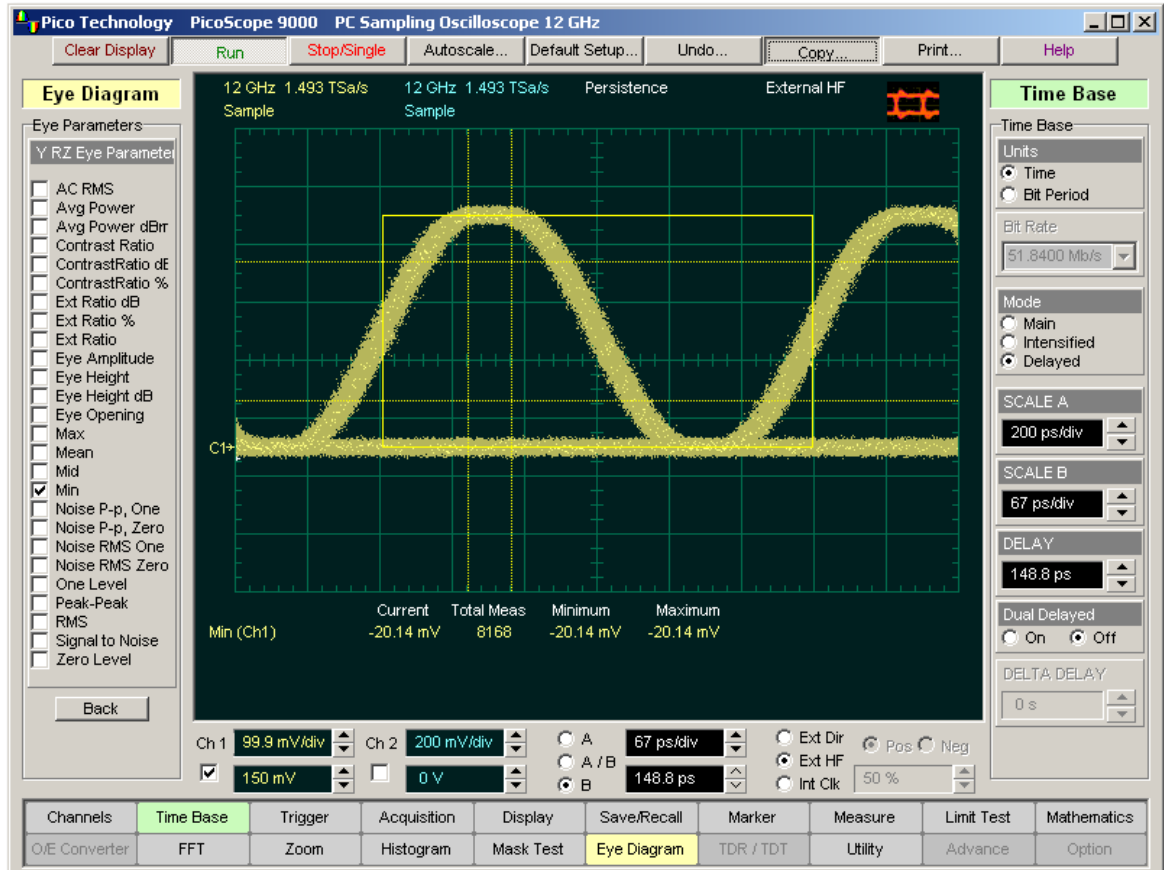 Pico Technology PicoScope 9000 PC Sampling Oscilloscope 12 GHz
Clear Display Run Stop/Single Autoscale... Default Setup... Undo... Copy... Print... Help
Eye Diagram
Eye Parameters
Y RZ Eye Parameter
AC RMS
Avg Power
Avg Power dBm
Contrast Ratio
ContrastRatio dB
ContrastRatio %
Ext Ratio dB
Ext Ratio %
Ext Ratio
Eye Amplitude
Eye Height
Eye Height dB
Eye Opening
Max
Mean
Mid
Min
Noise P-p, One
Noise P-p, Zero
Noise RMS One
Noise RMS Zero
One Level
Peak-Peak
RMS
Signal to Noise
Zero Level
Back
12 GHz 1.493 TSa/s 12 GHz 1.493 TSa/s Persistence External HF
Sample Sample
C1
Current Total Meas Minimum Maximum
Min (Ch1) -20.14 mV 8168 -20.14 mV -20.14 mV
Time Base
Time Base
Units
Time
Bit Period
Bit Rate
51.8400 Mb/s
Mode
Main
Intensified
Delayed
SCALE A
200 ps/div
SCALE B
67 ps/div
DELAY
148.8 ps
Dual Delayed
On Off
DELTA DELAY
0 s
Ch 1 99.9 mV/div Ch 2 200 mV/div A 67 ps/div Ext Dir Pos Neg
A / B Ext HF
150 mV 0 V B 148.8 ps Int Clk 50 %
Channels Time Base Trigger Acquisition Display Save/Recall Marker Measure Limit Test Mathematics
O/E Converter FFT Zoom Histogram Mask Test Eye Diagram TDR / TDT Utility Advance Option